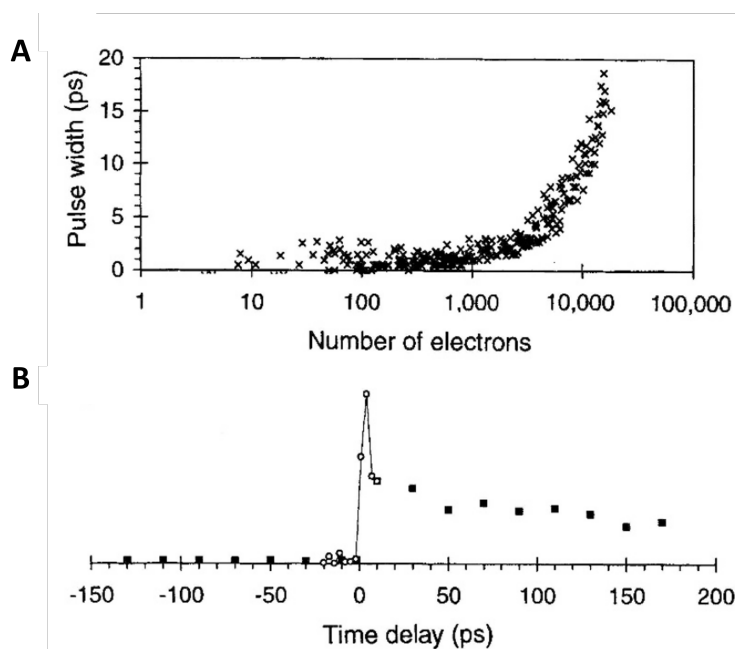 A
20
15
10
5
0
Pulse width (ps)
1 10 100 1,000 10,000 100,000
Number of electrons
B
-150 -100 -50 0 50 100 150 200
Time delay (ps)